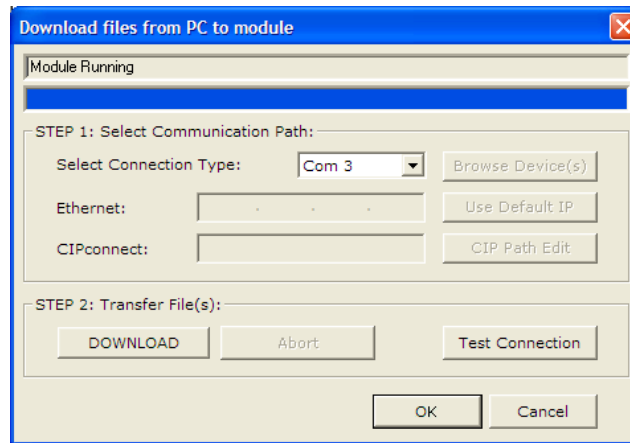 Download files from PC to module
Module Running
STEP 1: Select Communication Path:
Select Connection Type: Com 3 Browse Device(s)
Ethernet: . . . Use Default IP
CIPconnect: CIP Path Edit
STEP 2: Transfer File(s):
DOWNLOAD Abort Test Connection
OK Cancel